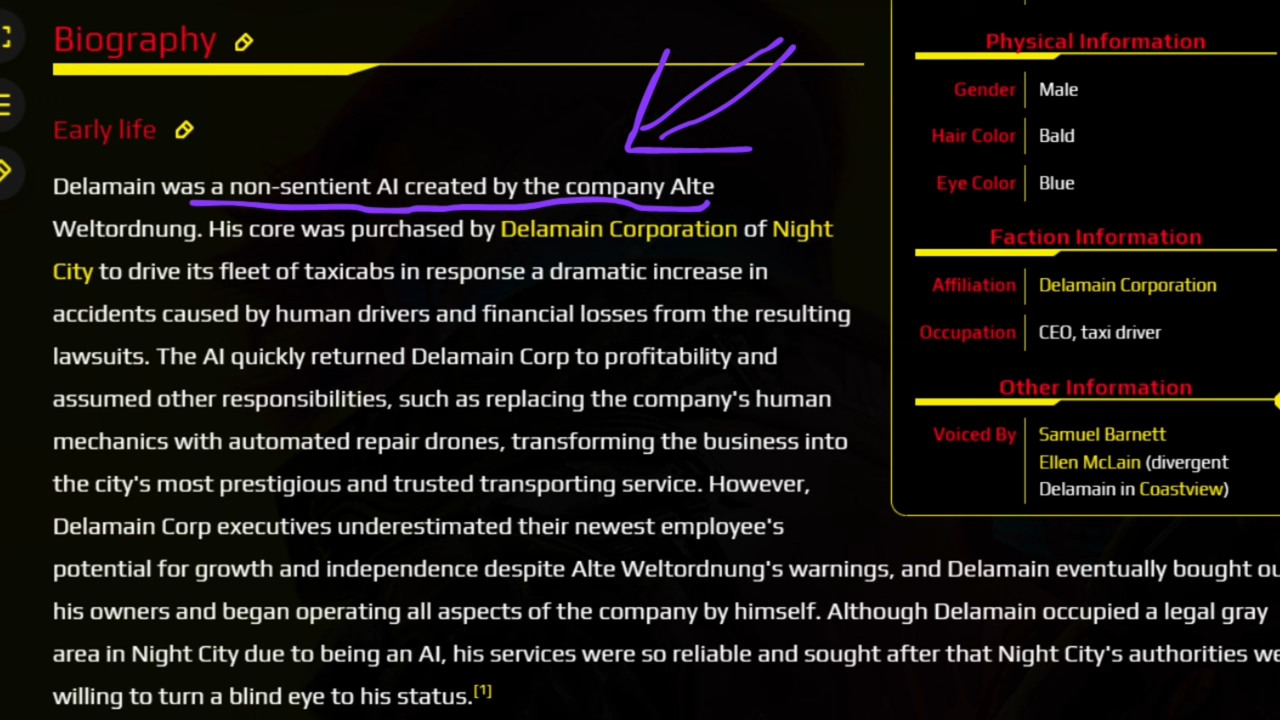 Biography
Early life
Delamain was a non-sentient AI created by the company Alte
Weltordnung. His core was purchased by Delamain Corporation of Night
City to drive its fleet of taxicabs in response a dramatic increase in
accidents caused by human drivers and financial losses from the resulting
lawsuits. The AI quickly returned Delamain Corp to profitability and
assumed other responsibilities, such as replacing the company's human
mechanics with automated repair drones, transforming the business into
the city's most prestigious and trusted transporting service. However,
Delamain Corp executives underestimated their newest employee's
potential for growth and independence despite Alte Weltordnung's warnings, and Delamain eventually bought ou
his owners and began operating all aspects of the company by himself. Although Delamain occupied a legal gray
area in Night City due to being an AI, his services were so reliable and sought after that Night City's authorities we
willing to turn a blind eye to his status.[1]
Physical Information
Gender Male
Hair Color Bald
Eye Color Blue
Faction Information
Affiliation Delamain Corporation
Occupation CEO, taxi driver
Other Information
Voiced By Samuel Barnett
Ellen McLain (divergent
Delamain in Coastview)